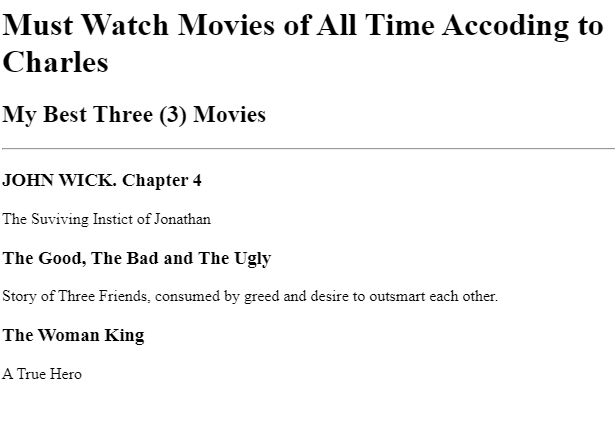 Must Watch Movies of All Time Accoding to
Charles
My Best Three (3) Movies
JOHN WICK. Chapter 4
The Suviving Instict of Jonathan
The Good, The Bad and The Ugly
Story of Three Friends, consumed by greed and desire to outsmart each other.
The Woman King
A True Hero